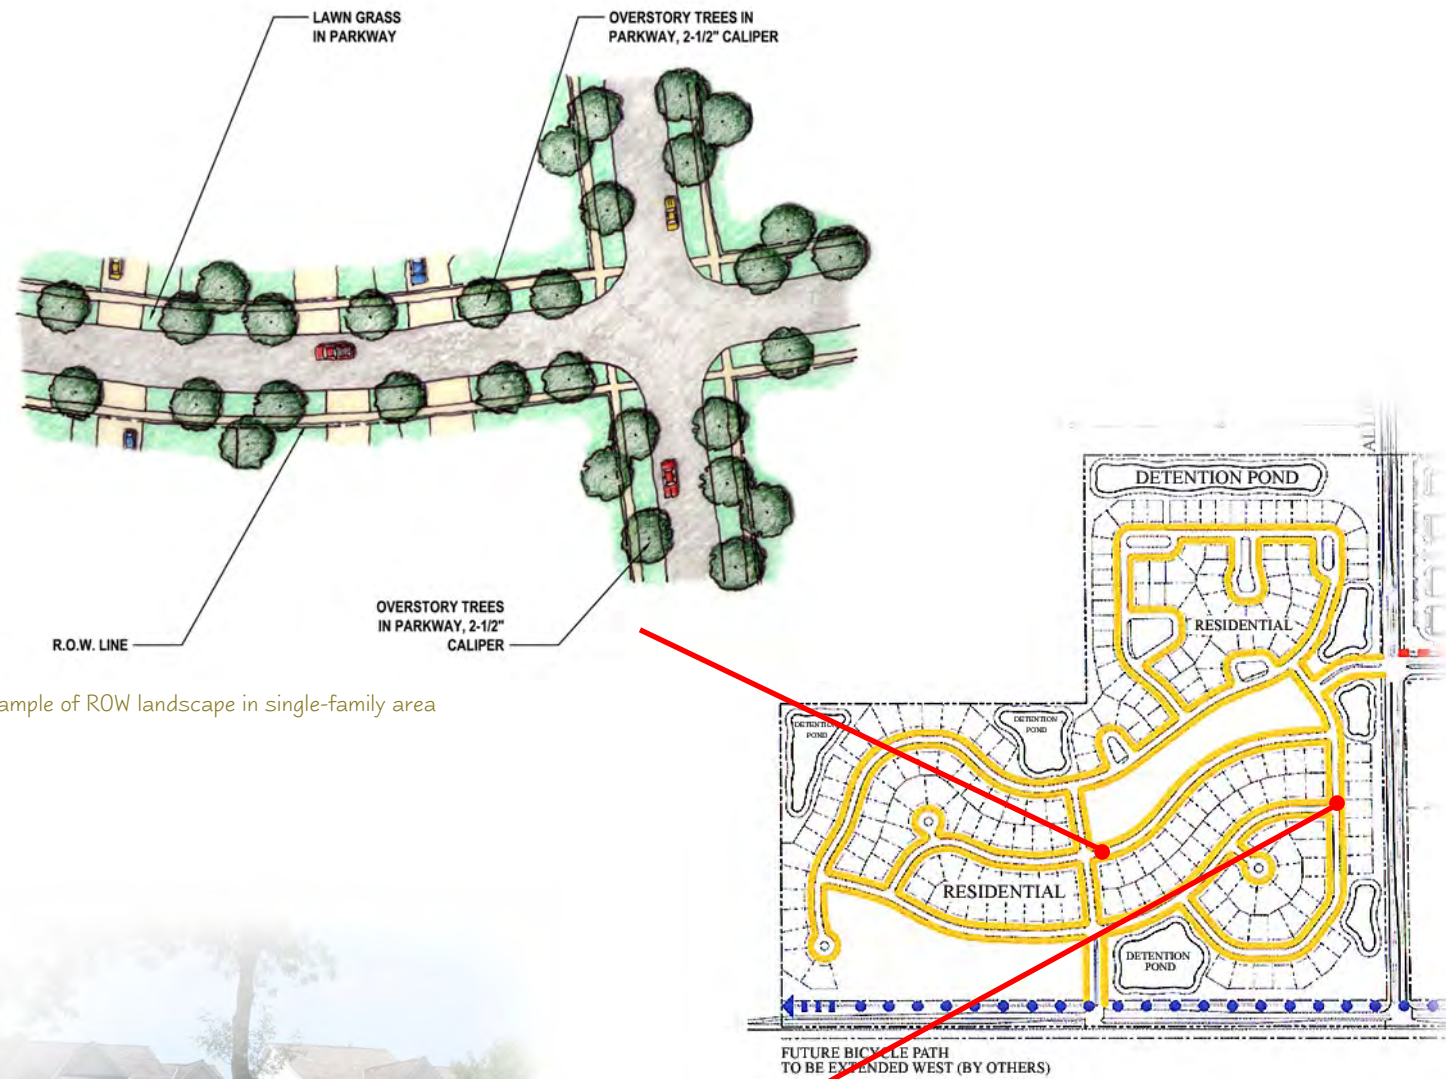 LAWN GRASS
IN PARKWAY
OVERSTORY TREES IN
PARKWAY, 2-1/2" CALIPER
OVERSTORY TREES
IN PARKWAY, 2-1/2"
CALIPER
R.O.W. LINE
ample of ROW landscape in single-family area
ALL
DETENTION POND
RESIDENTIAL
DETENTION
POND
DETENTION
POND
RESIDENTIAL
DETENTION
POND
FUTURE BICYCLE PATH
TO BE EXTENDED WEST (BY OTHERS)